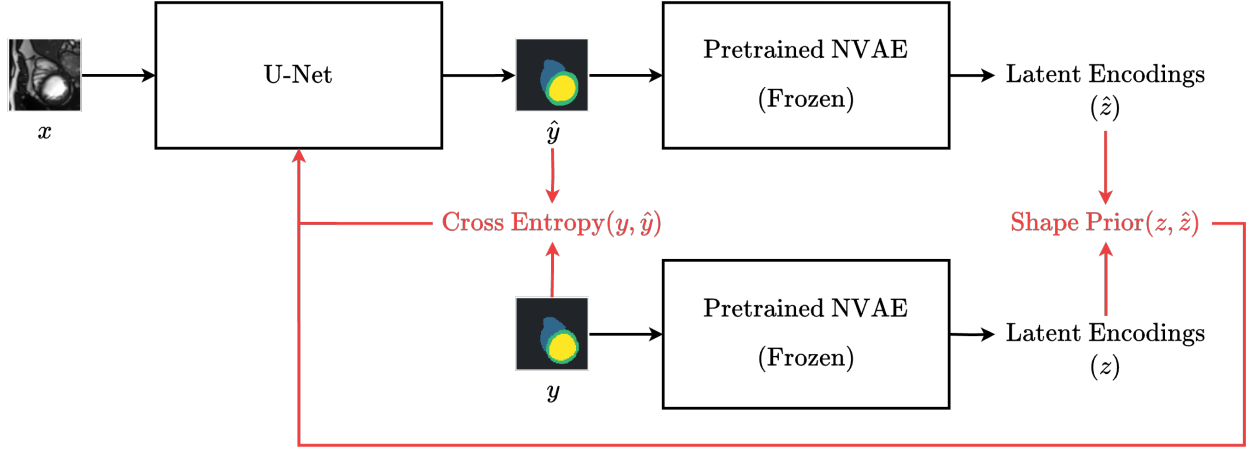 U-Net
Pretrained NVAE
(Frozen)
Latent Encodings
(ẑ)
x
ŷ
Cross Entropy(y, ŷ)
Shape Prior(z, ẑ)
Pretrained NVAE
(Frozen)
Latent Encodings
(z)
y